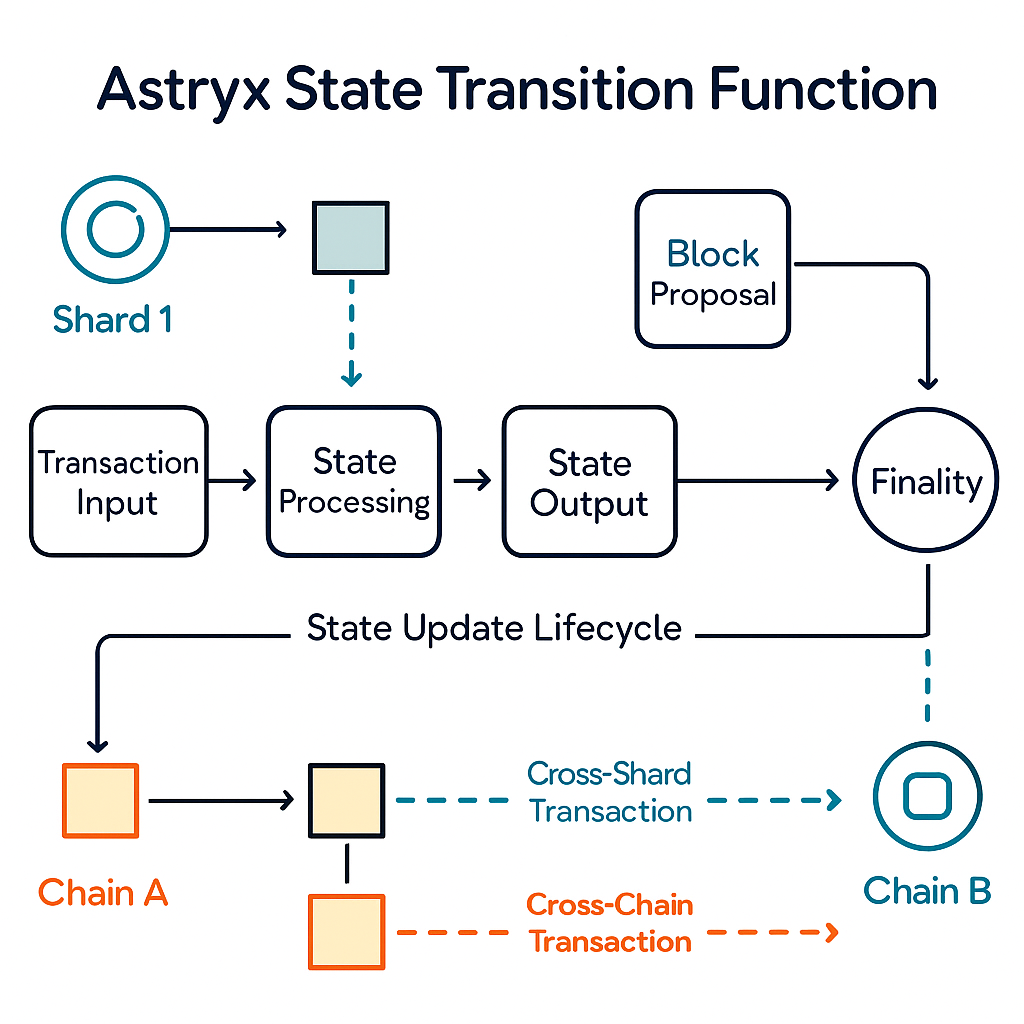 Astryx State Transition Function
Shard 1
Block
Proposal
Transaction
Input
State
Processing
State
Output
Finality
State Update Lifecycle
Cross-Shard
Transaction
Chain A
Chain B
Cross-Chain
Transaction